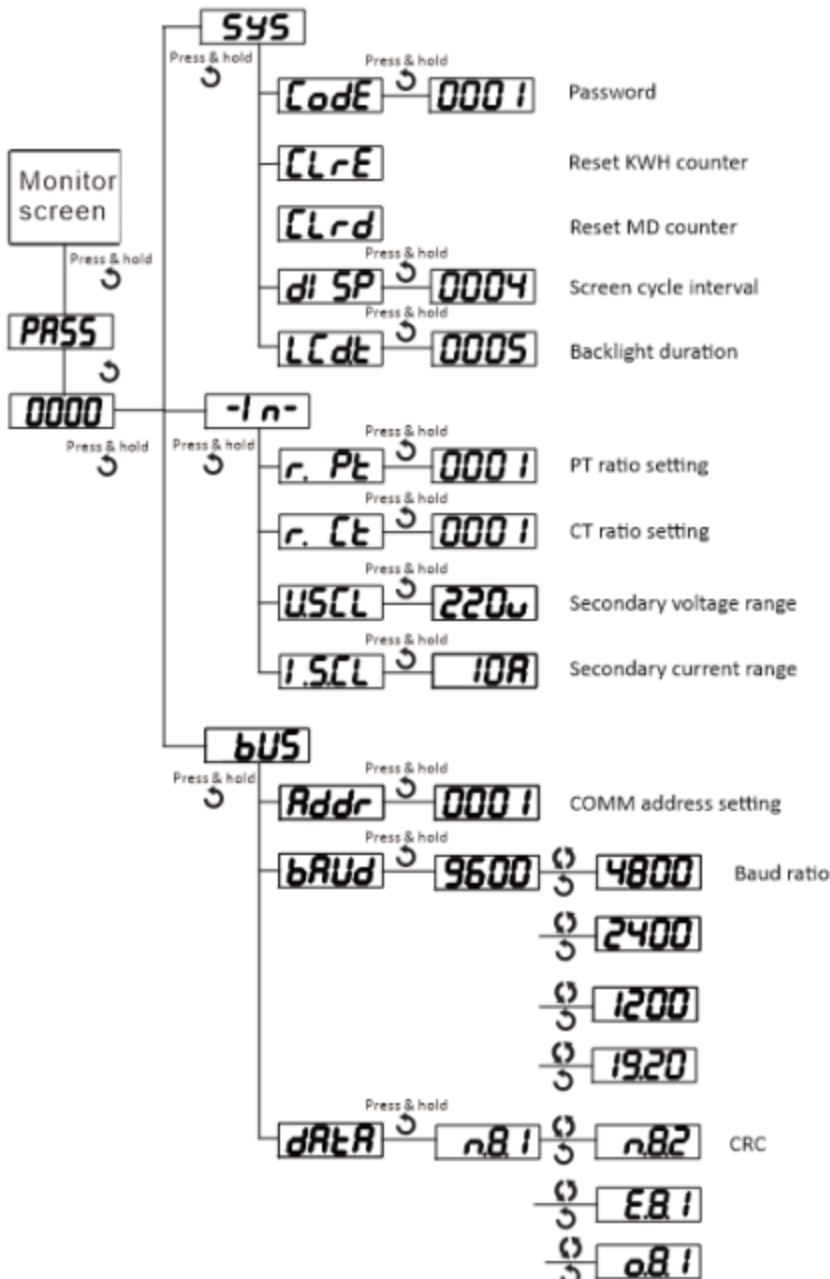 SYS
Press & hold
Press & hold
CodE
0001
Password
CLrE
Reset KWH counter
Monitor
screen
CLrd
Reset MD counter
Press & hold
Press & hold
dISP
0004
Screen cycle interval
Press & hold
PASS
LCd.t
0005
Backlight duration
0000
-In-
Press & hold
Press & hold
Press & hold
r. Pt
0001
PT ratio setting
Press & hold
r. Ct
0001
CT ratio setting
Press & hold
U.SCL
220v
Secondary voltage range
Press & hold
I.S.CL
10A
Secondary current range
bUS
Press & hold
Press & hold
Addr
0001
COMM address setting
Press & hold
bAUd
9600
4800
Baud ratio
2400
1200
19.20
Press & hold
dAtA
n.8.1
n.8.2
CRC
E.8.1
o.8.1